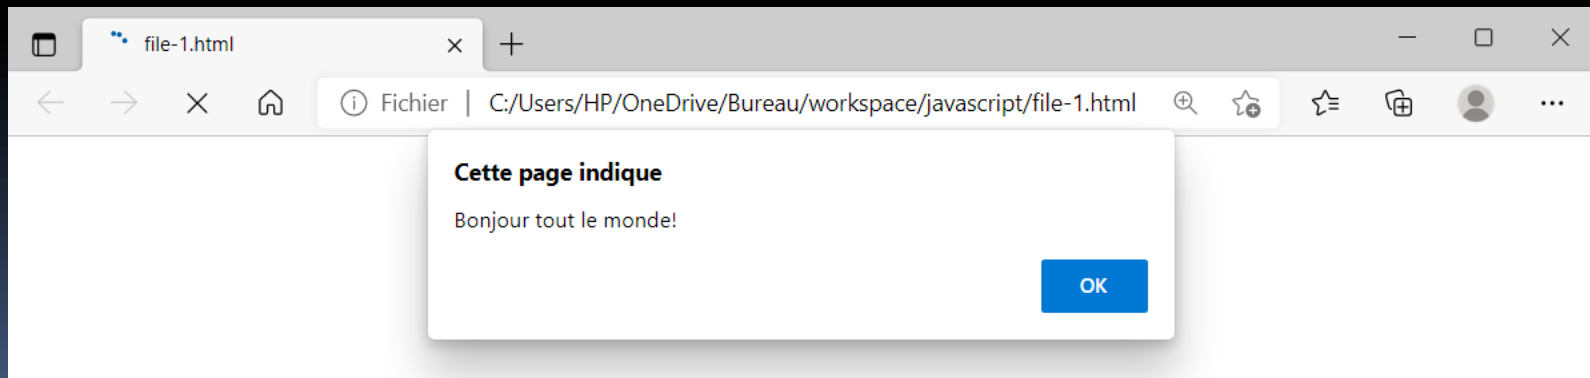 file-1.html
Fichier | C:/Users/HP/OneDrive/Bureau/workspace/javascript/file-1.html
Cette page indique
Bonjour tout le monde!
OK